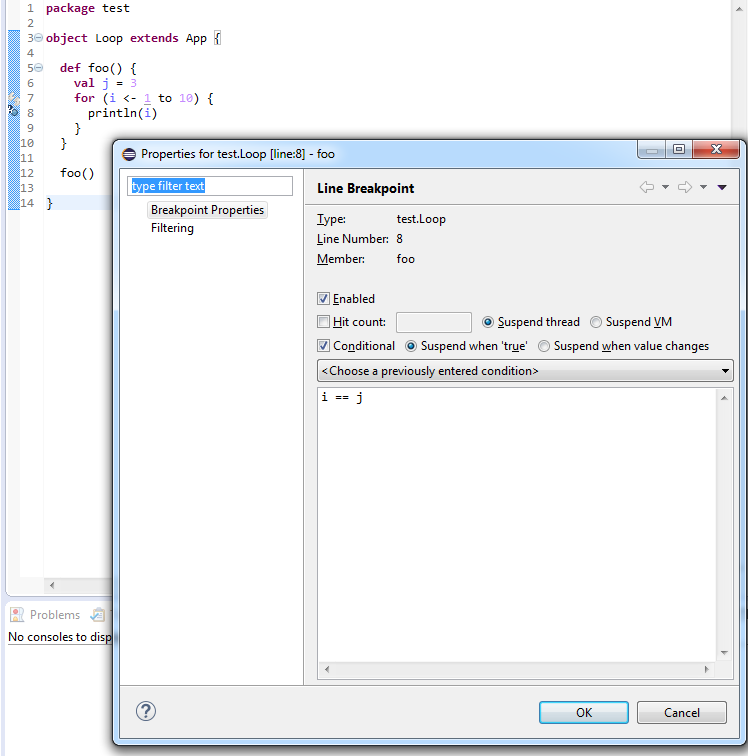 1 package test
2
3 object Loop extends App {
4
5 def foo() {
6 val j = 3
7 for (i <- 1 to 10) {
8 println(i)
9 }
10 }
11
12 foo()
13
14 }
Properties for test.Loop [line:8] - foo
type filter text
Breakpoint Properties
Filtering
Line Breakpoint
Type: test.Loop
Line Number: 8
Member: foo
Enabled
Hit count: Suspend thread Suspend VM
Conditional Suspend when 'true' Suspend when value changes
<Choose a previously entered condition>
i == j
Problems
No consoles to disp
? OK Cancel